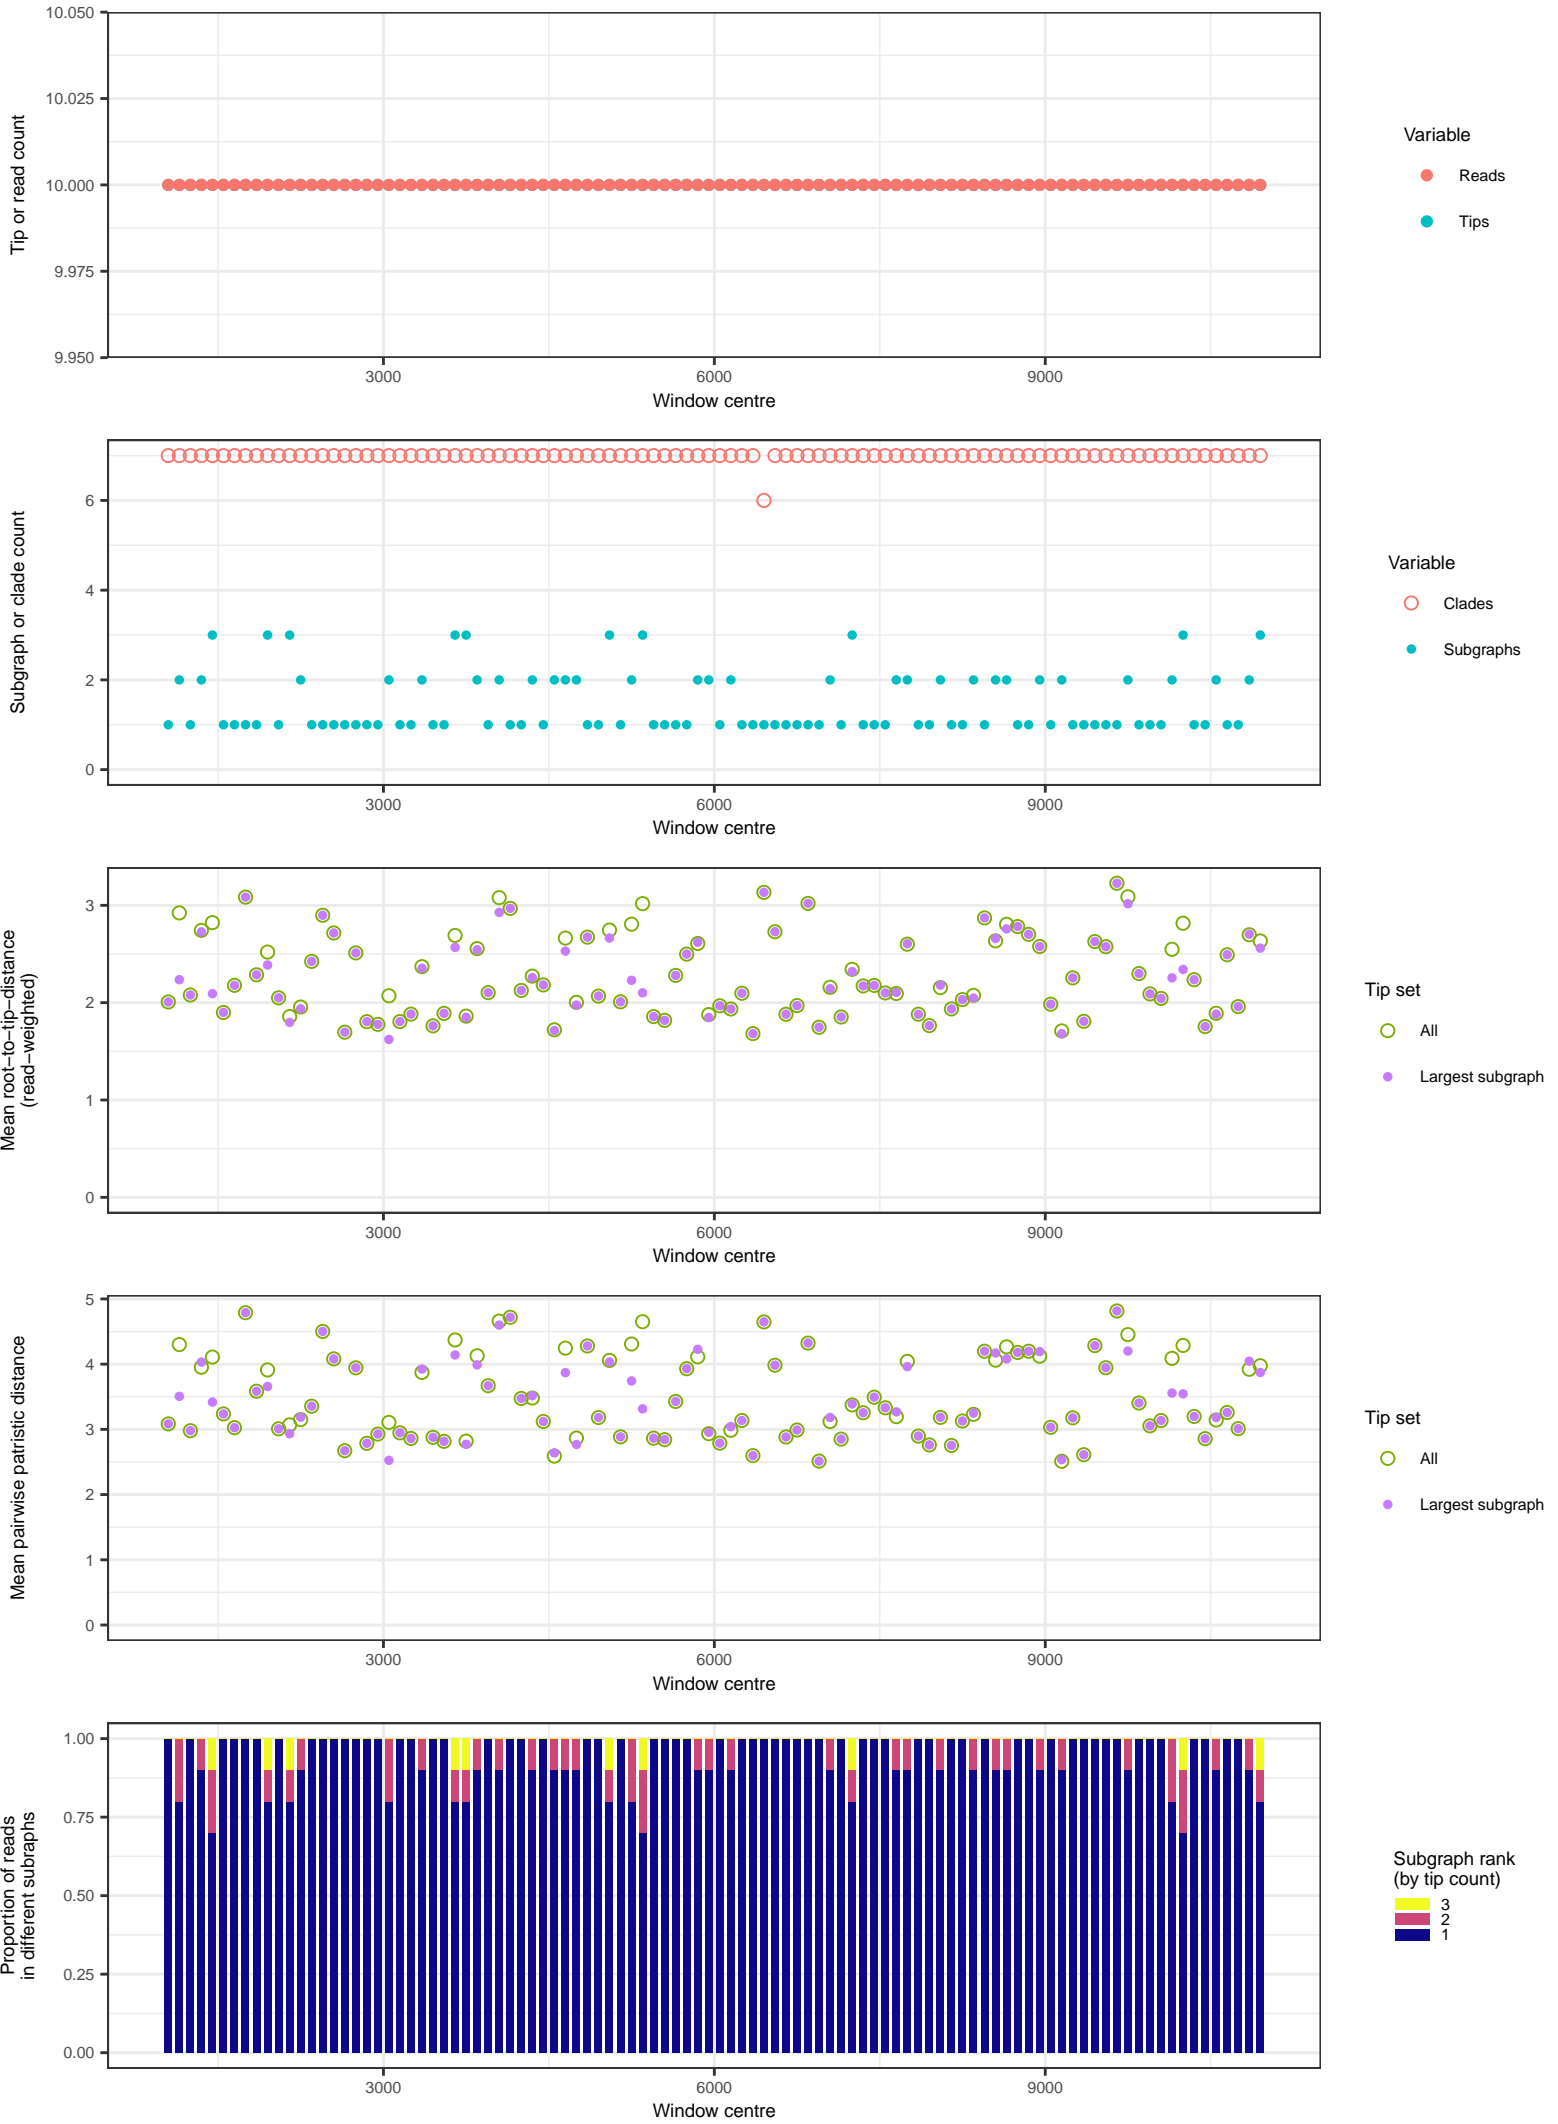 10.050
10.025
10.000
9.975
9.950
Tip or read count
3000
6000
9000
Window centre
Variable
Reads
Tips
6
4
2
0
Subgraph or clade count
3000
6000
9000
Window centre
Variable
Clades
Subgraphs
3
2
1
0
Mean root−to−tip−distance
(read−weighted)
3000
6000
9000
Window centre
Tip set
All
Largest subgraph
5
4
3
2
1
0
Mean pairwise patristic distance
3000
6000
9000
Window centre
Tip set
All
Largest subgraph
1.00
0.75
0.50
0.25
0.00
Proportion of reads
in different subraphs
3000
6000
9000
Window centre
Subgraph rank
(by tip count)
3
2
1